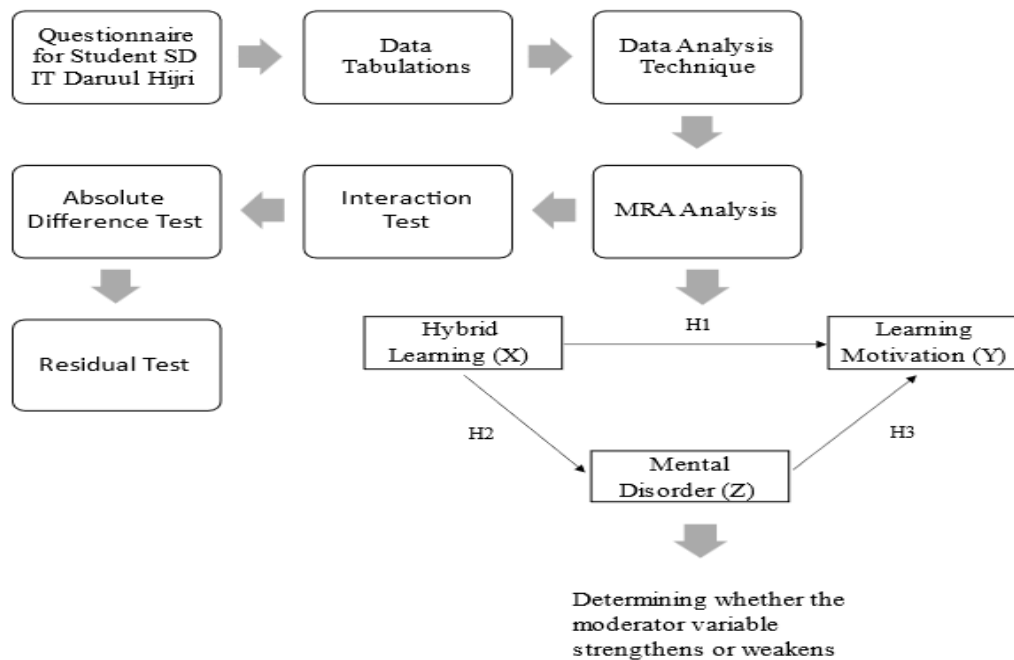 Questionnaire
for Student SD
IT Daruul Hijri
Data
Tabulations
Data Analysis
Technique
Absolute
Difference Test
Interaction
Test
MRA Analysis
Residual Test
Hybrid
Learning (X)
H1
Learning
Motivation (Y)
H2
H3
Mental
Disorder (Z)
Determining whether the
moderator variable
strengthens or weakens